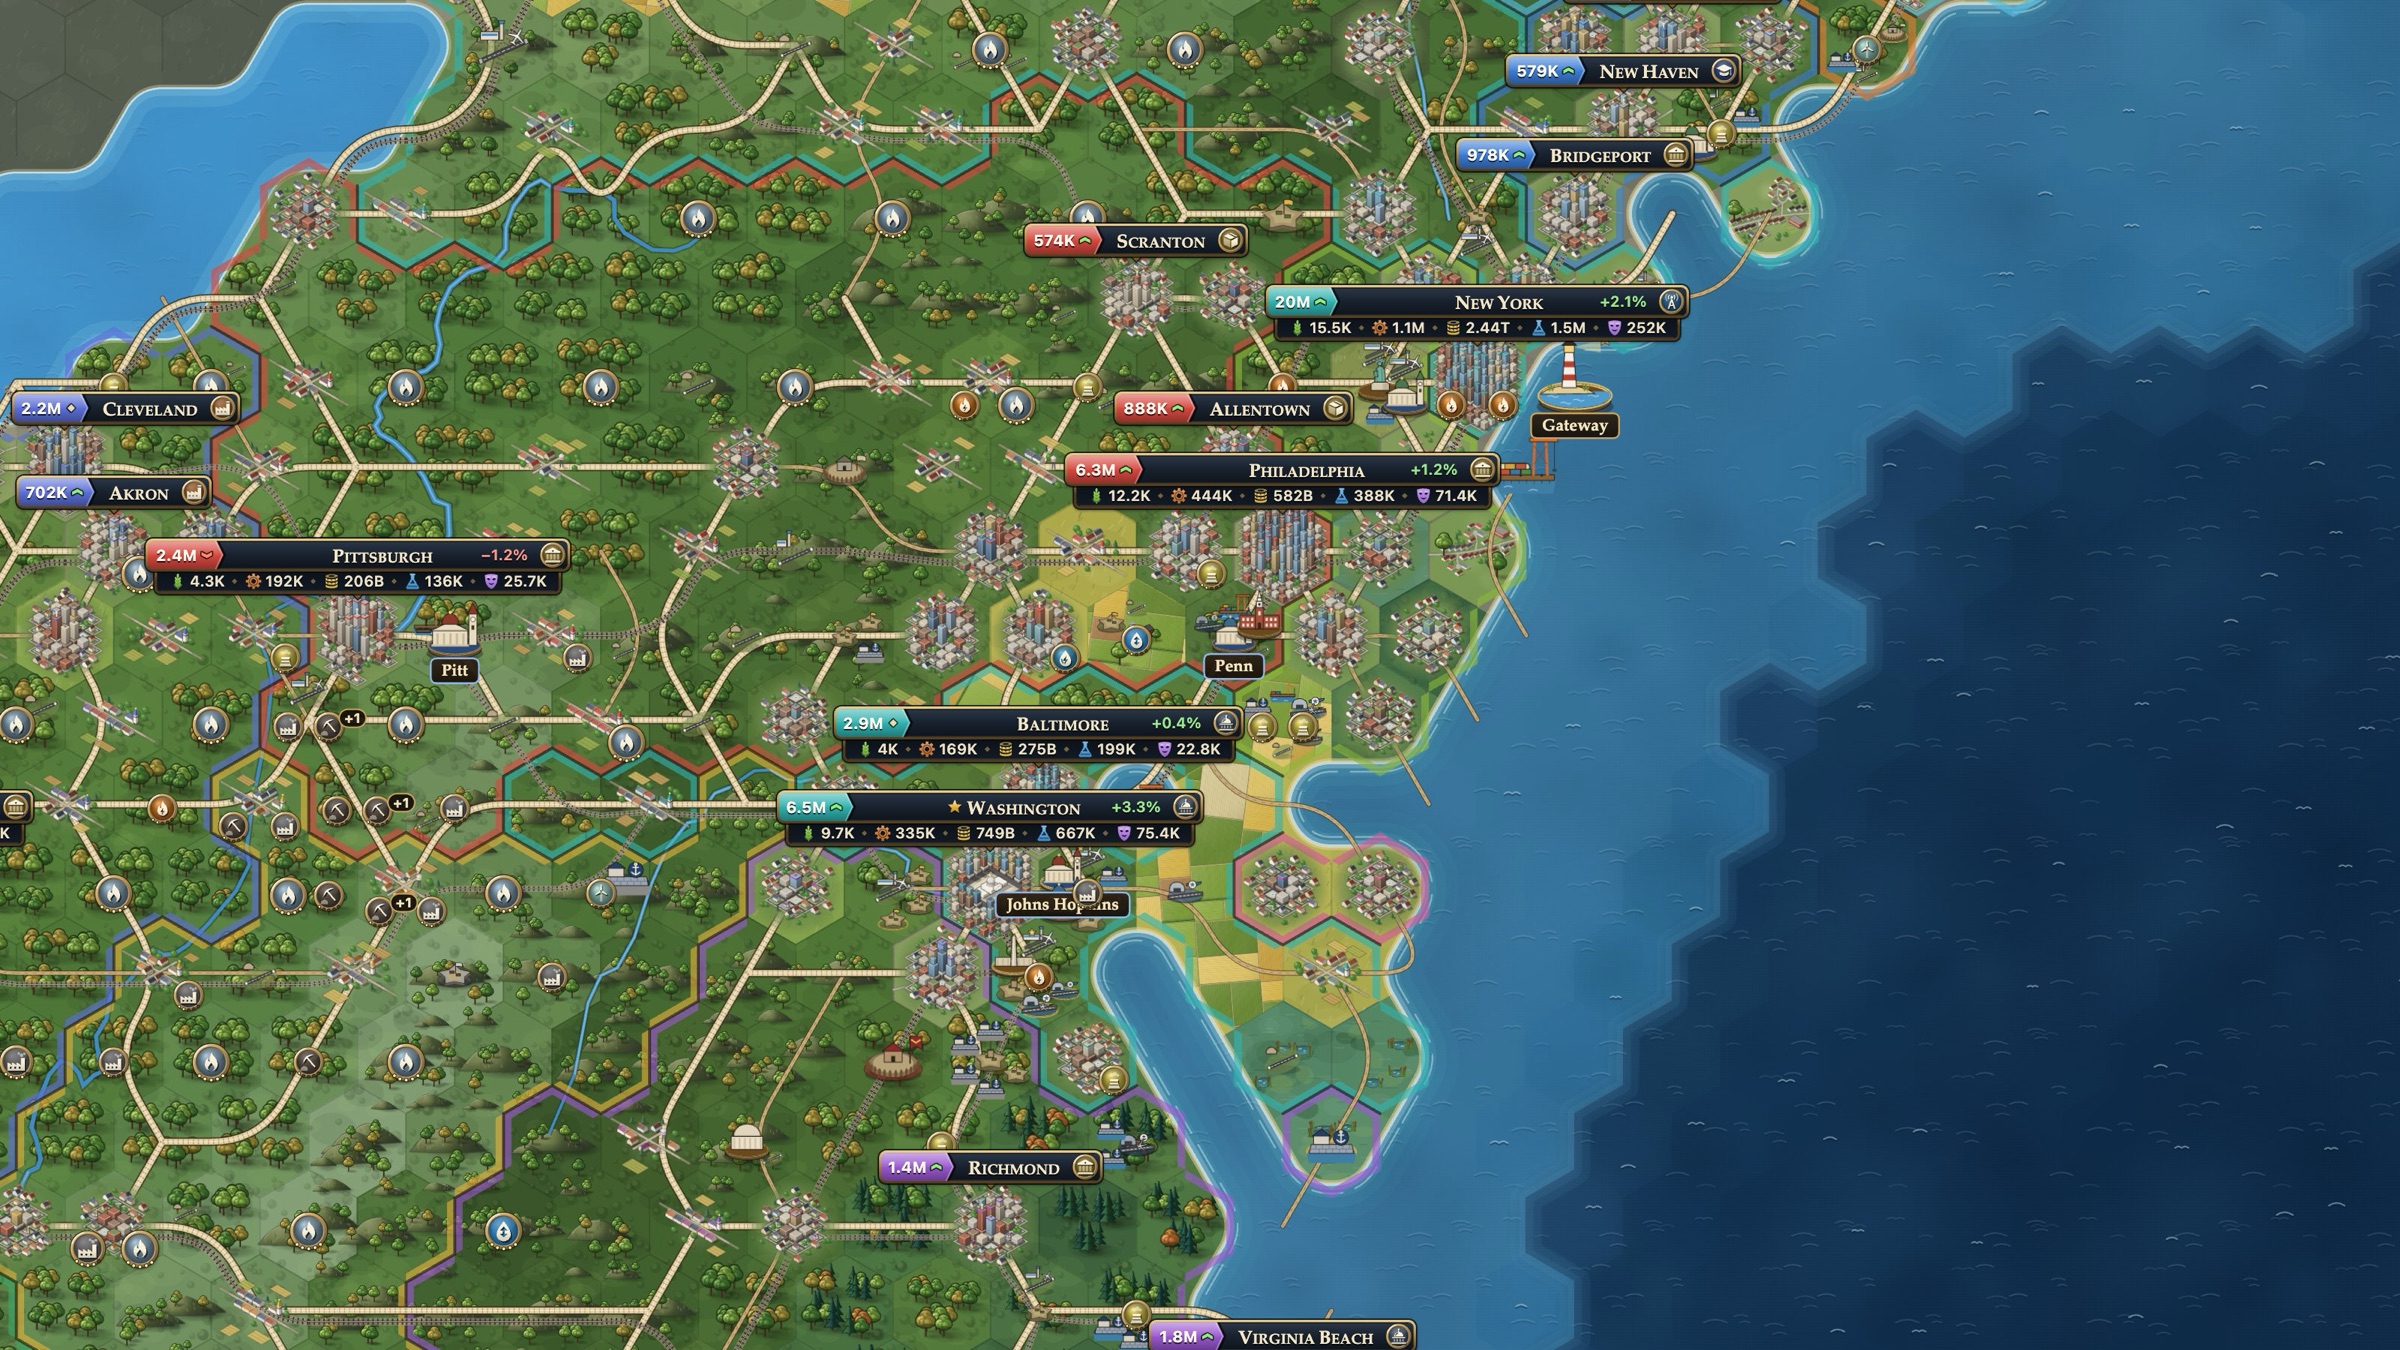 579K NEW HAVEN
978K BRIDGEPORT
574K SCRANTON
20M NEW YORK +2.1%
15.5K 1.1M 2.44T 1.5M 252K
2.2M CLEVELAND
888K ALLENTOWN
Gateway
6.3M PHILADELPHIA +1.2%
12.2K 444K 582B 388K 71.4K
702K AKRON
2.4M PITTSBURGH −1.2%
4.3K 192K 206B 136K 25.7K
Pitt
Penn
+1
2.9M BALTIMORE +0.4%
4K 169K 275B 199K 22.8K
+1
6.5M WASHINGTON +3.3%
9.7K 335K 749B 667K 75.4K
K
+1
Johns Hopkins
1.4M RICHMOND
1.8M VIRGINIA BEACH